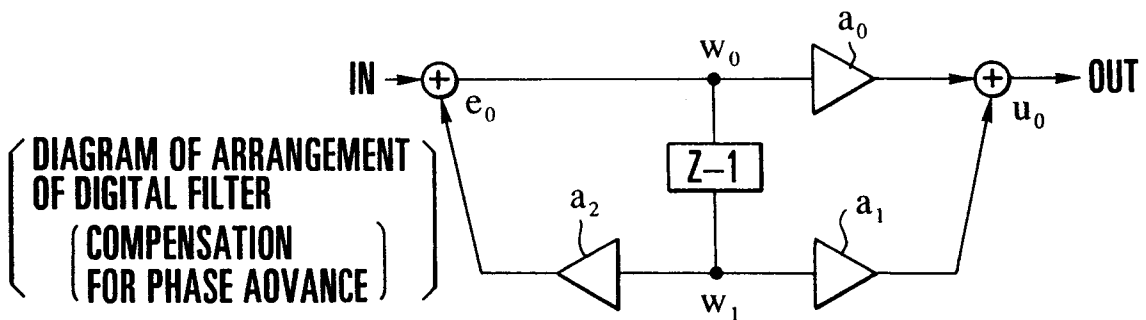 a0
w0
IN
OUT
e0
u0
DIAGRAM OF ARRANGEMENT
OF DIGITAL FILTER
Z-1
a2
a1
COMPENSATION
FOR PHASE AOVANCE
w1